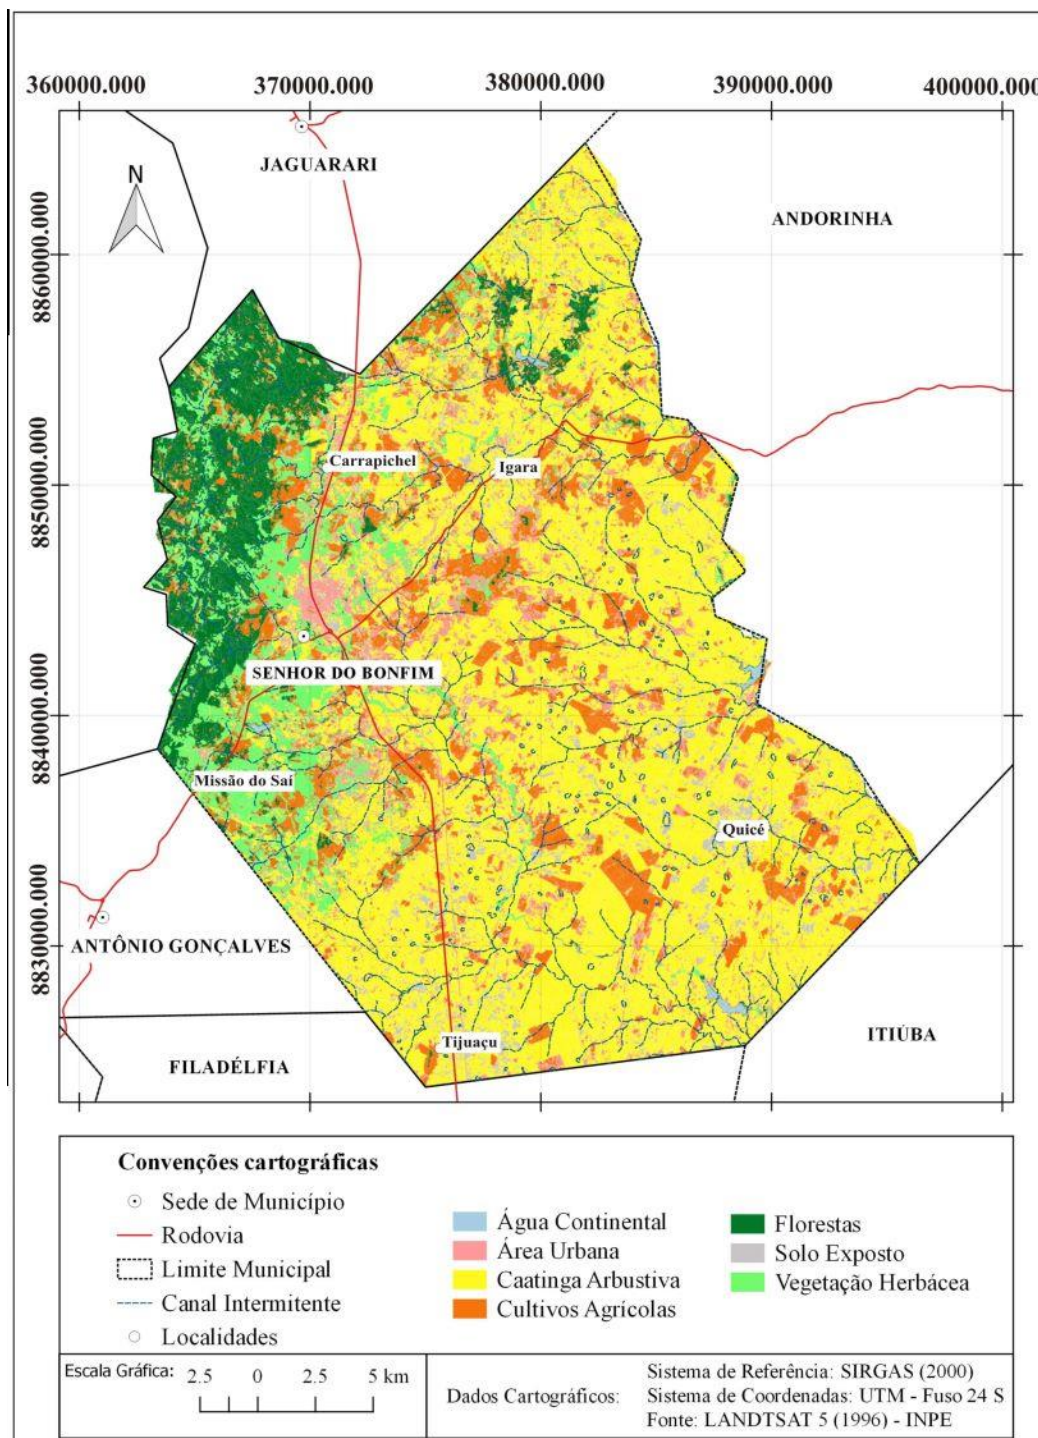 360000.000 370000.000 380000.000 390000.000 400000.000
JAGUARARI
N
ANDORINHA
8860000.000
Carrapichel
Igara
8850000.000
SENHOR DO BONFIM
8840000.000
Missão do Saí
Quicé
8830000.000
ANTÔNIO GONÇALVES
Tijuaçu
ITIÚBA
FILADÉLFIA
Convenções cartográficas
Sede de Município
Rodovia
Limite Municipal
Canal Intermitente
Localidades
Água Continental
Área Urbana
Caatinga Arbustiva
Cultivos Agrícolas
Florestas
Solo Exposto
Vegetação Herbácea
Escala Gráfica: 2.5 0 2.5 5 km
Dados Cartográficos:
Sistema de Referência: SIRGAS (2000)
Sistema de Coordenadas: UTM - Fuso 24 S
Fonte: LANDTSAT 5 (1996) - INPE